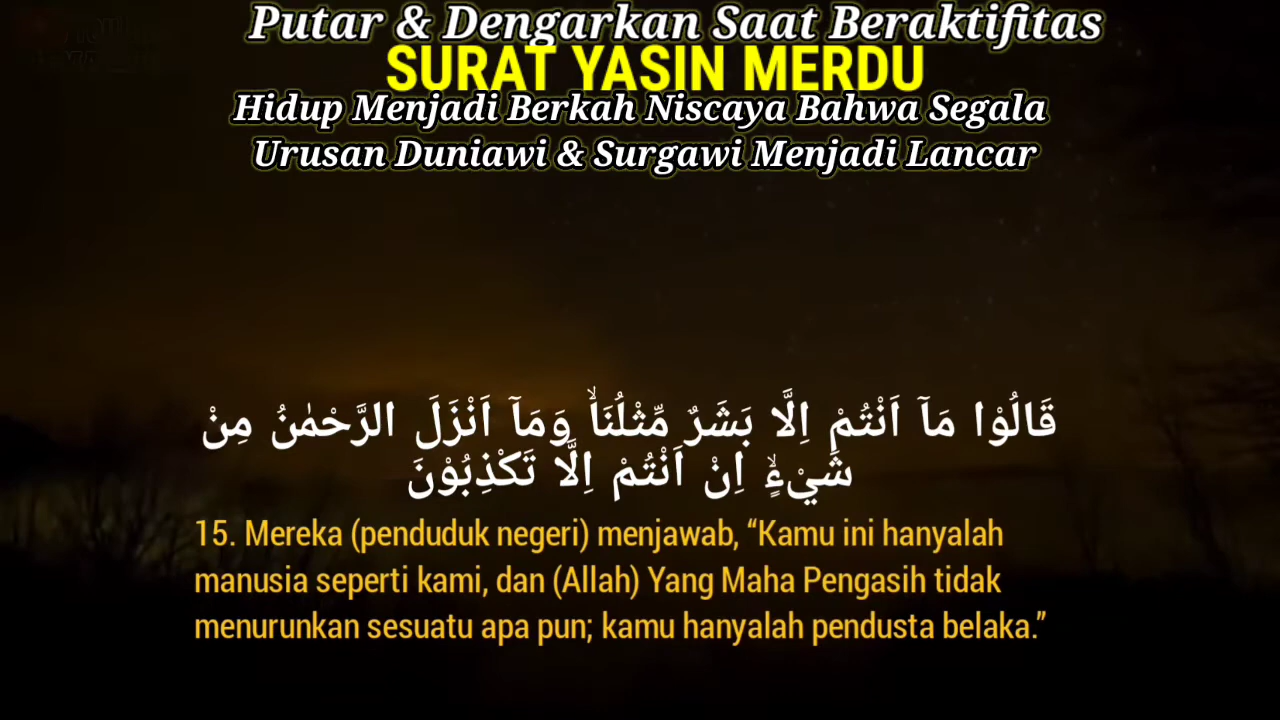 Putar & Dengarkan Saat Beraktifitas
SURAT YASIN MERDU
Hidup Menjadi Berkah Niscaya Bahwa Segala
Urusan Duniawi & Surgawi Menjadi Lancar
قَالُوْا مَآ اَنْتُمْ اِلَّا بَشَرٌ مِّثْلُنَاۙ وَمَآ اَنْزَلَ الرَّحْمٰنُ مِنْ
شَيْءٍۙ اِنْ اَنْتُمْ اِلَّا تَكْذِبُوْنَ
15. Mereka (penduduk negeri) menjawab, “Kamu ini hanyalah
manusia seperti kami, dan (Allah) Yang Maha Pengasih tidak
menurunkan sesuatu apa pun; kamu hanyalah pendusta belaka.”